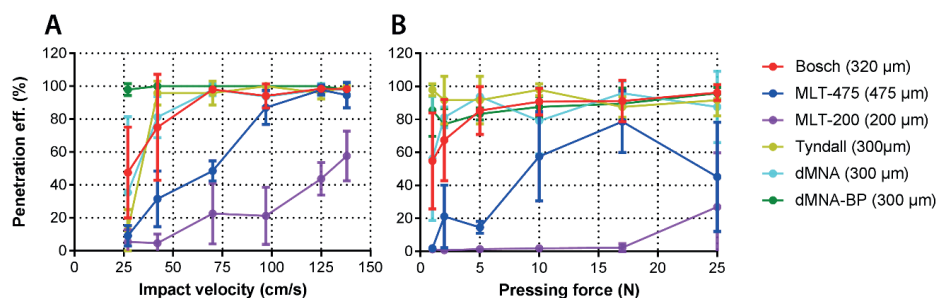 A
B
Penetration eff. (%)
120
100
80
60
40
20
0
0
25
50
75
100
125
150
Impact velocity (cm/s)
120
100
80
60
40
20
0
0
5
10
15
20
25
Pressing force (N)
Bosch (320 µm)
MLT-475 (475 µm)
MLT-200 (200 µm)
Tyndall (300µm)
dMNA (300 µm)
dMNA-BP (300 µm)